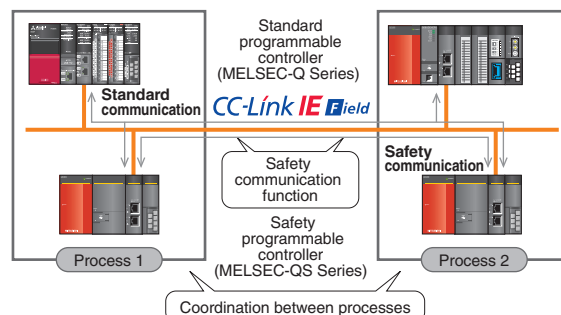 Standard
programmable
controller
(MELSEC-Q Series)
Standard
communication
CC-Link IE Field
Safety
communication
Safety
communication
function
Safety
programmable
controller
(MELSEC-QS Series)
Process 1
Process 2
Coordination between processes